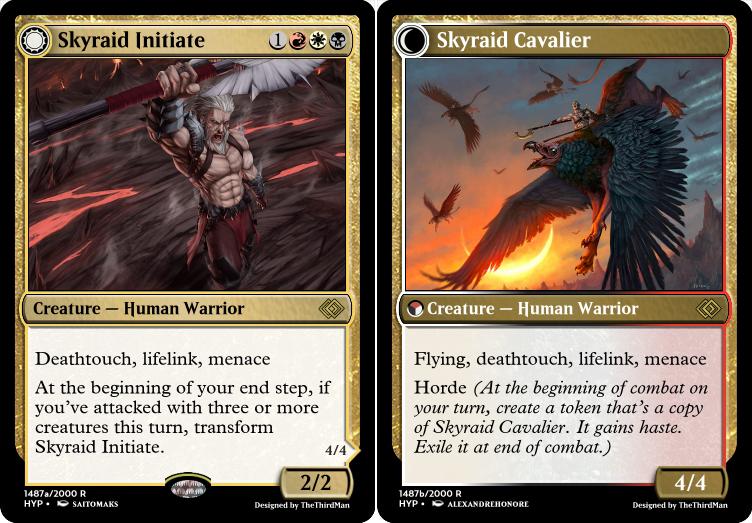 Skyraid Initiate 1
Creature — Human Warrior
Deathtouch, lifelink, menace
At the beginning of your end step, if
you've attacked with three or more
creatures this turn, transform
Skyraid Initiate.
4/4
2/2
1487a/2000 R
HYP • SAITOMAKS
Designed by TheThirdMan
Skyraid Cavalier
Creature — Human Warrior
Flying, deathtouch, lifelink, menace
Horde (At the beginning of combat on
your turn, create a token that's a copy
of Skyraid Cavalier. It gains haste.
Exile it at end of combat.)
4/4
1487b/2000 R
HYP • ALEXANDREHONORE
Designed by TheThirdMan